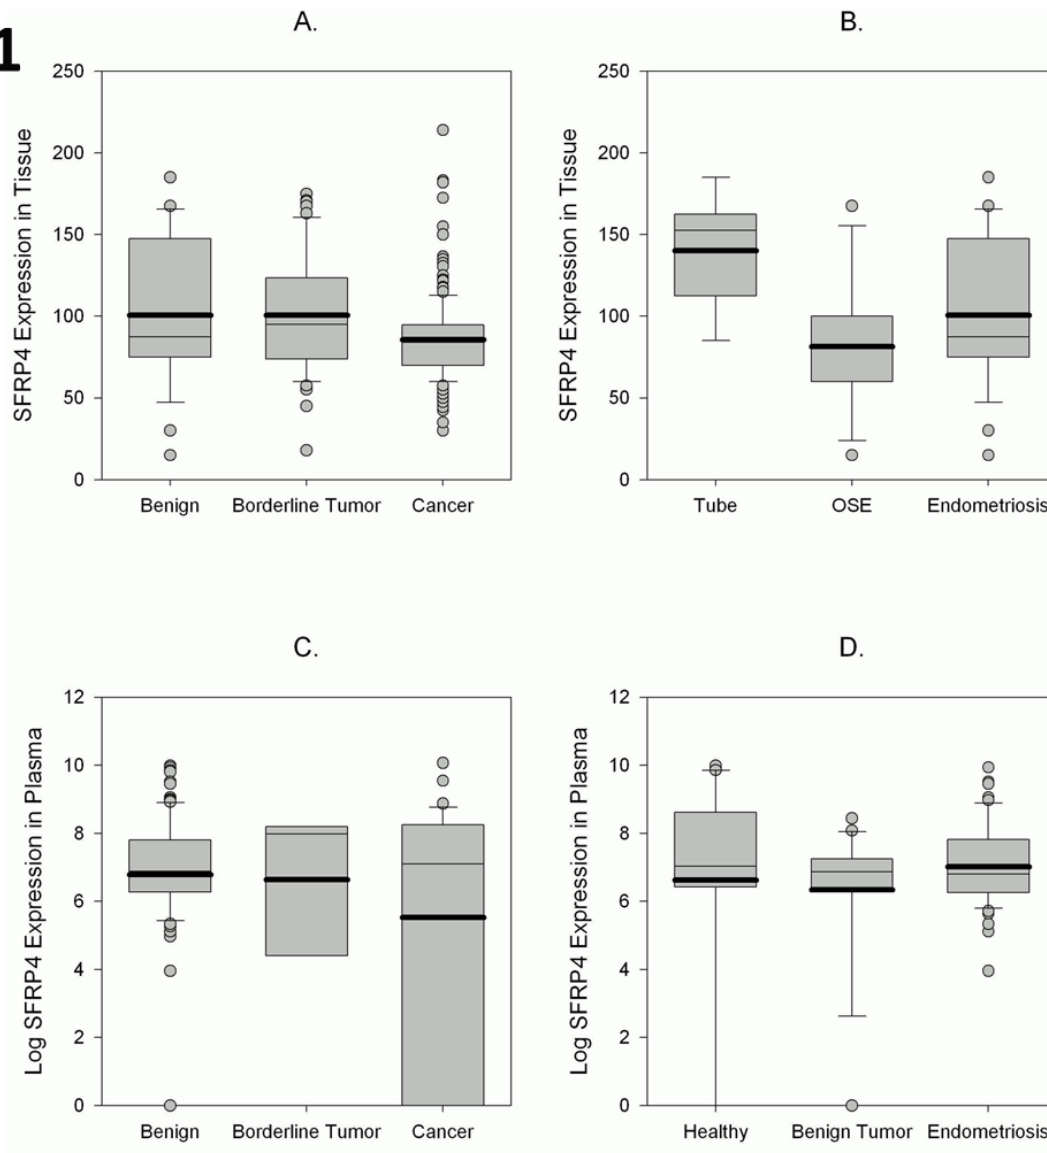 1
A.
B.
SFRP4 Expression in Tissue
250
200
150
100
50
0
Benign Borderline Tumor Cancer
SFRP4 Expression in Tissue
250
200
150
100
50
0
Tube OSE Endometriosis
C.
D.
Log SFRP4 Expression in Plasma
12
10
8
6
4
2
0
Benign Borderline Tumor Cancer
Log SFRP4 Expression in Plasma
12
10
8
6
4
2
0
Healthy Benign Tumor Endometriosis